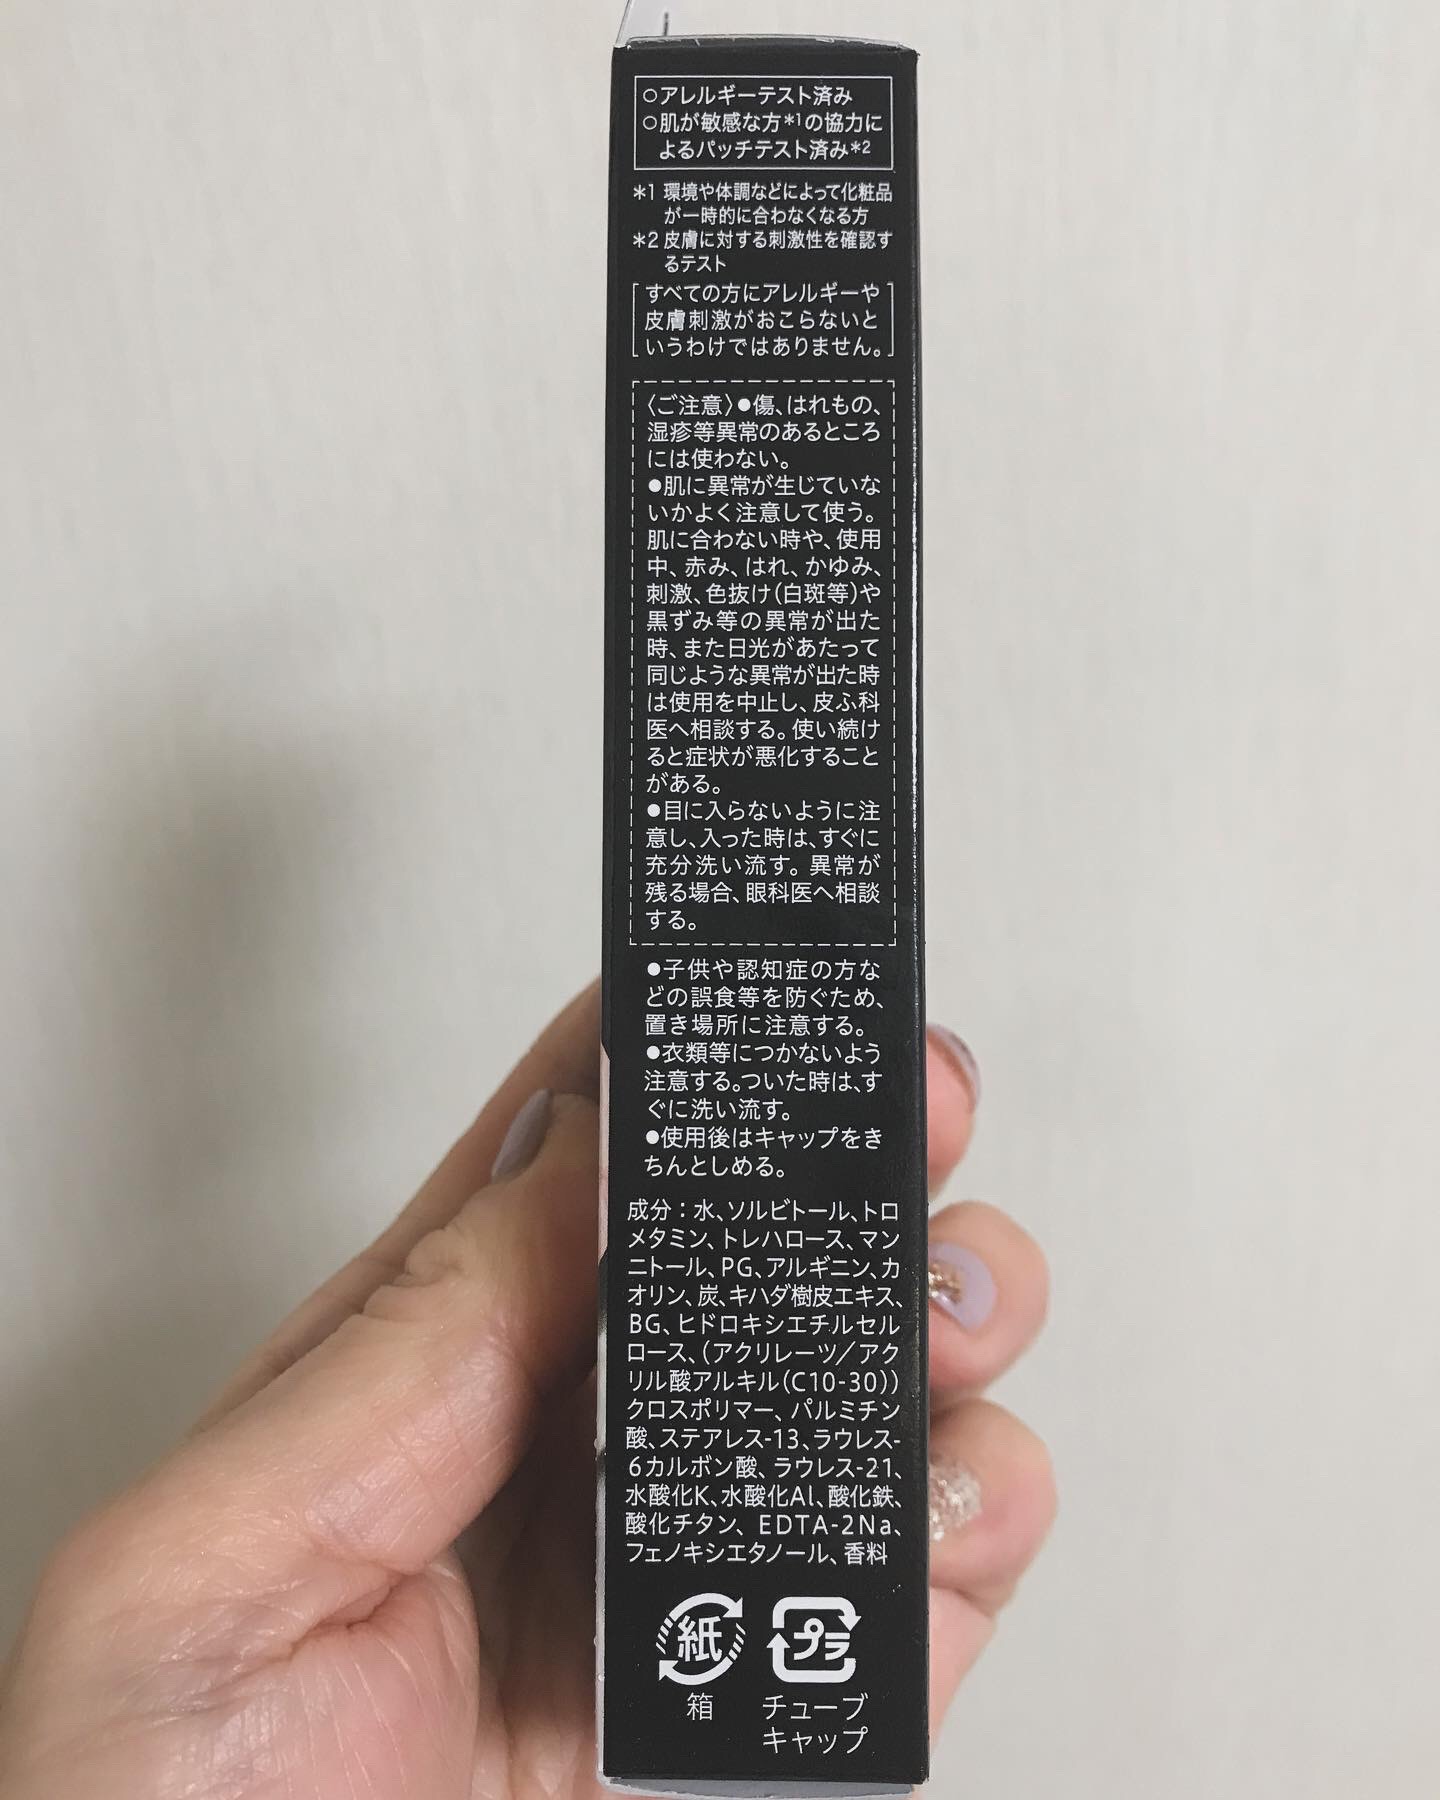 ○アレルギーテスト済み
○肌が敏感な方*1の協力に
よるパッチテスト済み*2
*1 環境や体調などによって化粧品
が一時的に合わなくなる方
*2 皮膚に対する刺激性を確認す
るテスト
[すべての方にアレルギーや
皮膚刺激がおこらないと
いうわけではありません。]
〈ご注意〉●傷、はれもの、
湿疹等異常のあるところ
には使わない。
●肌に異常が生じていな
いかよく注意して使う。
肌に合わない時や、使用
中、赤み、はれ、かゆみ、
刺激、色抜け(白斑等)や
黒ずみ等の異常が出た
時、また日光があたって
同じような異常が出た時
は使用を中止し、皮ふ科
医へ相談する。使い続け
ると症状が悪化すること
がある。
●目に入らないように注
意し、入った時は、すぐに
充分洗い流す。異常が
残る場合、眼科医へ相談
する。
●子供や認知症の方な
どの誤食等を防ぐため、
置き場所に注意する。
●衣類等につかないよう
注意する。ついた時は、す
ぐに洗い流す。
●使用後はキャップをき
ちんとしめる。
成分：水、ソルビトール、トロ
メタミン、トレハロース、マン
ニトール、PG、アルギニン、カ
オリン、炭、キハダ樹皮エキス、
BG、ヒドロキシエチルセル
ロース、(アクリレーツ／アク
リル酸アルキル(C10-30))
クロスポリマー、パルミチン
酸、ステアレス-13、ラウレス-
6カルボン酸、ラウレス-21、
水酸化K、水酸化Al、酸化鉄、
酸化チタン、EDTA-2Na、
フェノキシエタノール、香料
紙 プラ
箱 チューブ
キャップ